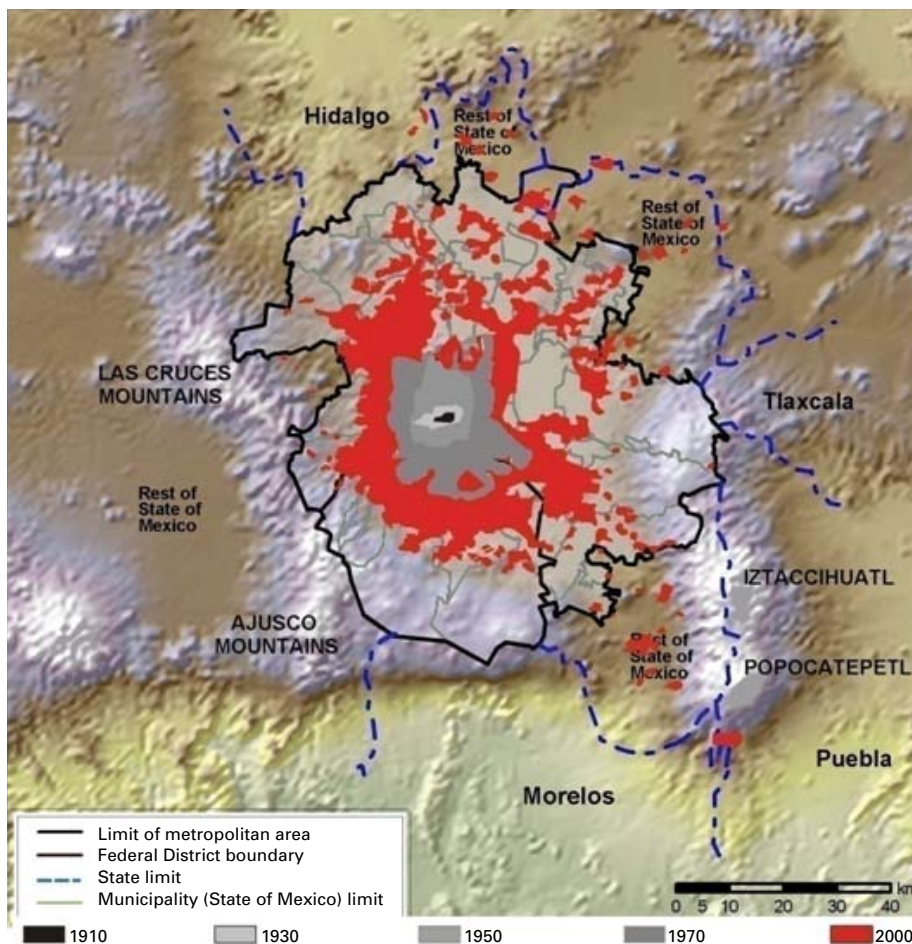 Hidalgo
Rest of
State of
Mexico
Rest of
State of
Mexico
LAS CRUCES
MOUNTAINS
Tlaxcala
Rest of
State of
Mexico
IZTACCIHUATL
AJUSCO
MOUNTAINS
Rest of
State of
Mexico
POPOCATEPETL
Puebla
Morelos
Limit of metropolitan area
Federal District boundary
State limit
Municipality (State of Mexico) limit
km
0 5 10 20 30 40
1910 1930 1950 1970 2000